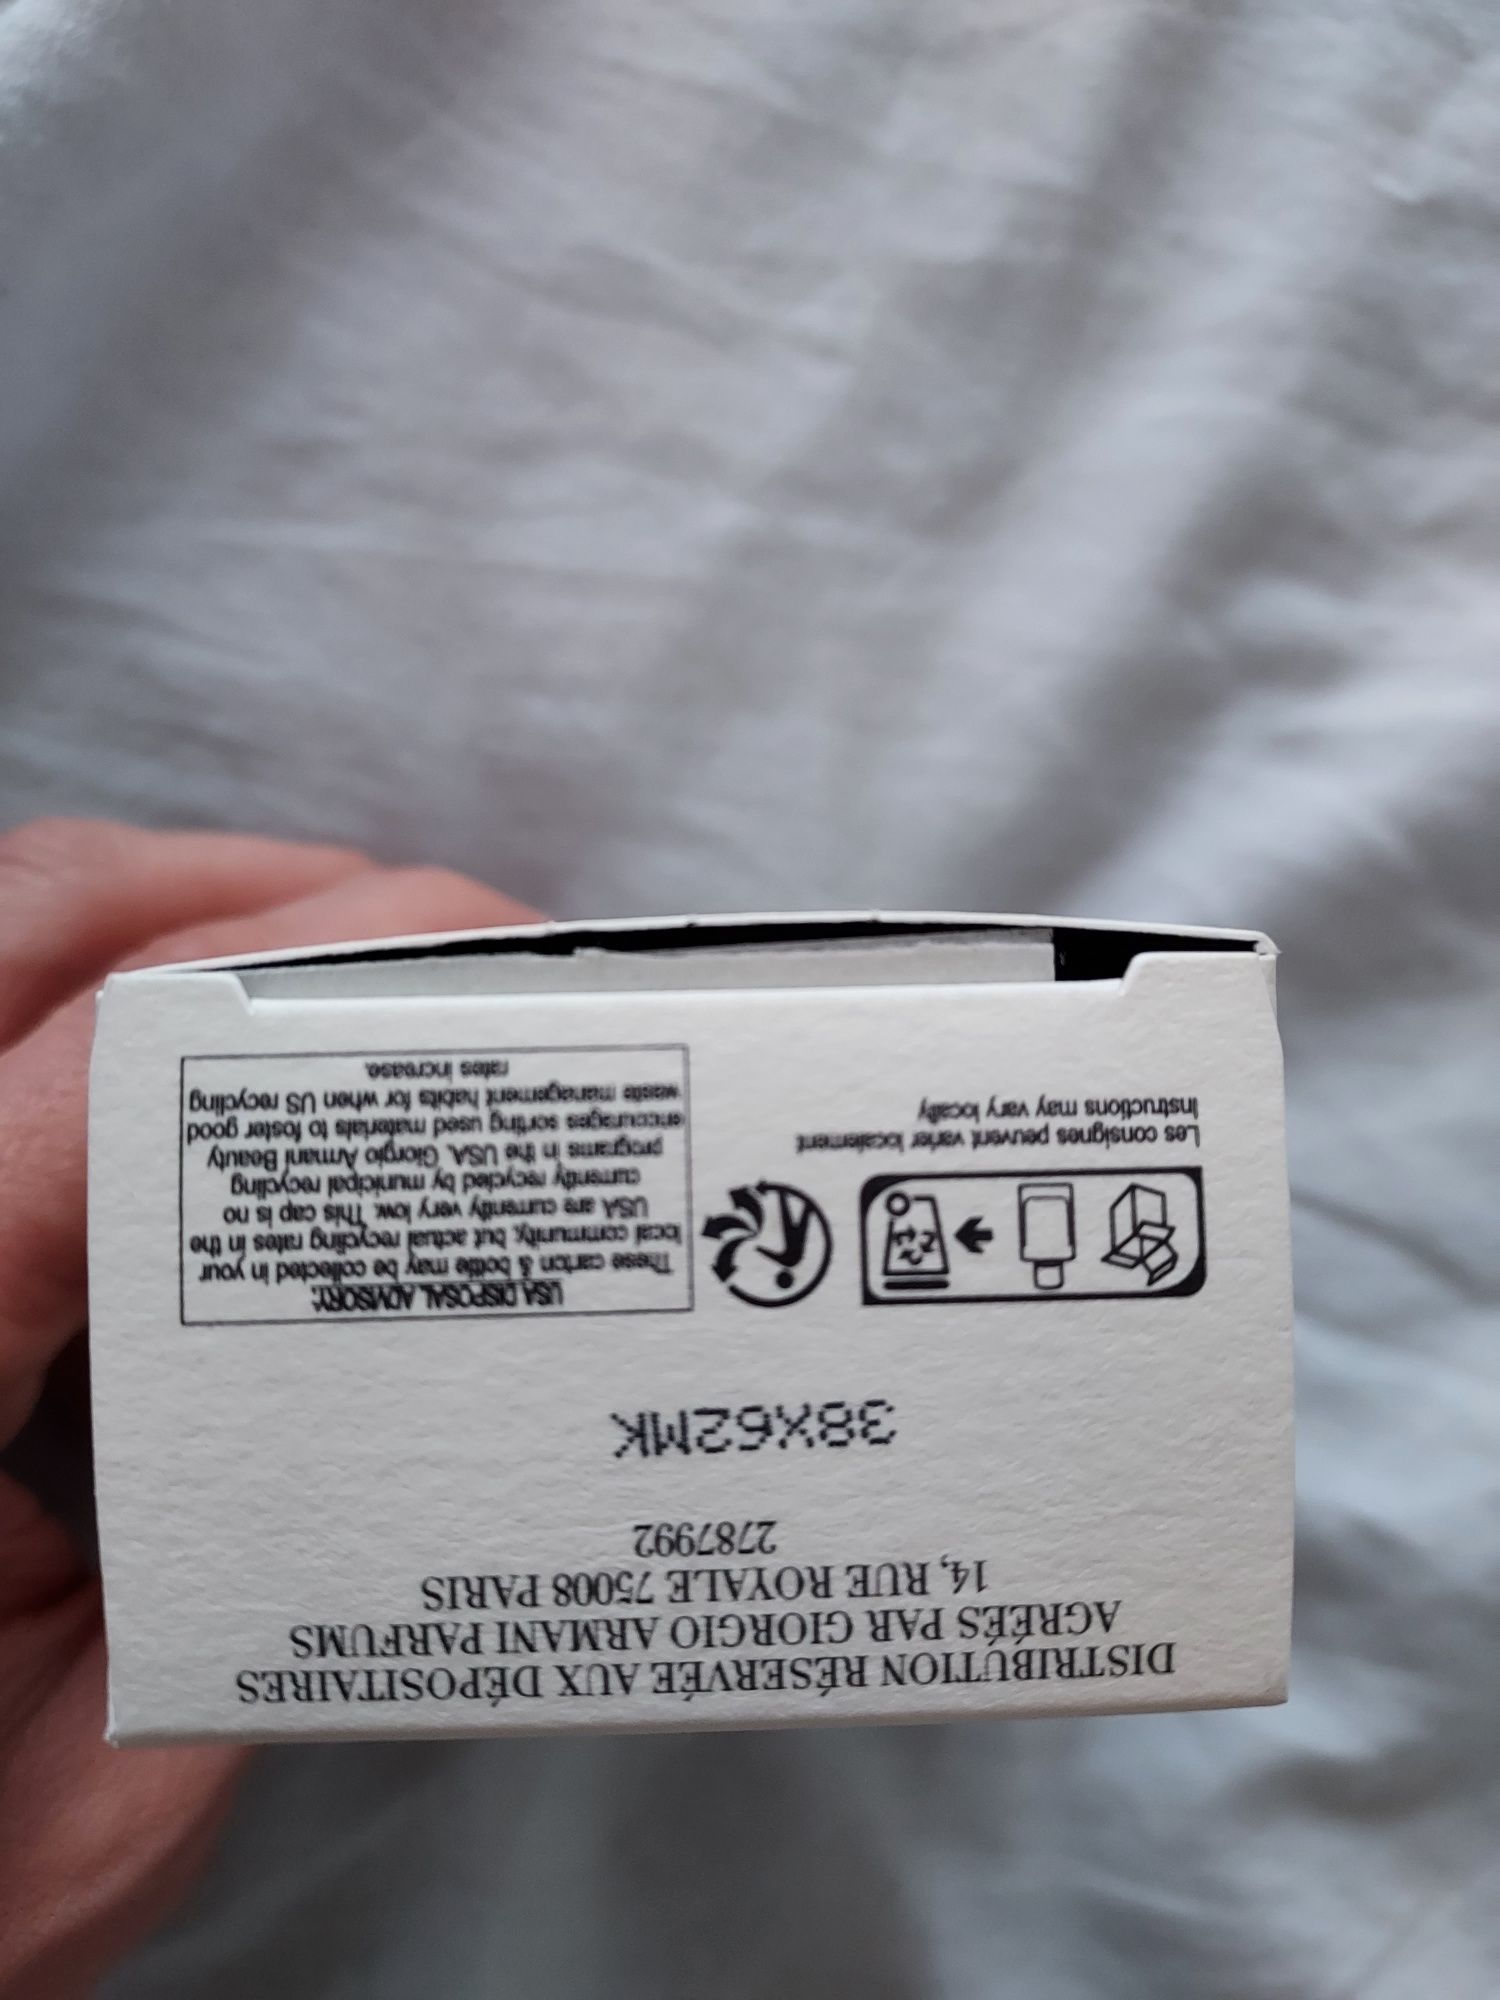 DISTRIBUTION RÉSERVÉE AUX DÉPOSITAIRES
AGRÉÉS PAR GIORGIO ARMANI PARFUMS
14, RUE ROYALE 75008 PARIS
2787992
38X62MK
USA DISPOSAL ADVISORY:
These carton & bottle may be collected in your
local community, but actual recycling rates in the
USA are currently very low. This cap is no
currently recycled by municipal recycling
programs in the USA. Giorgio Armani Beauty
encourages sorting used materials to foster good
waste management habits for when US recycling
rates increase.
Les consignes peuvent varier localement
Instructions may vary locally